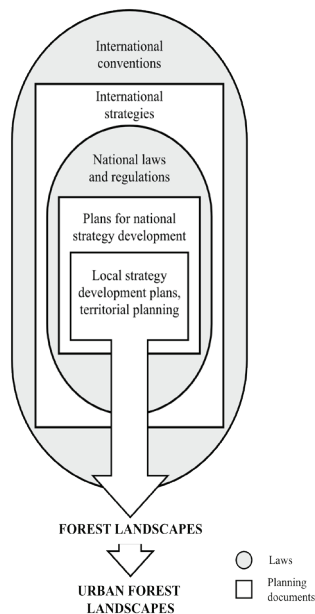 International
conventions
International
strategies
National laws
and regulations
Plans for national
strategy development
Local strategy
development plans,
territorial planning
FOREST LANDSCAPES
URBAN FOREST
LANDSCAPES
Laws
Planning
documents